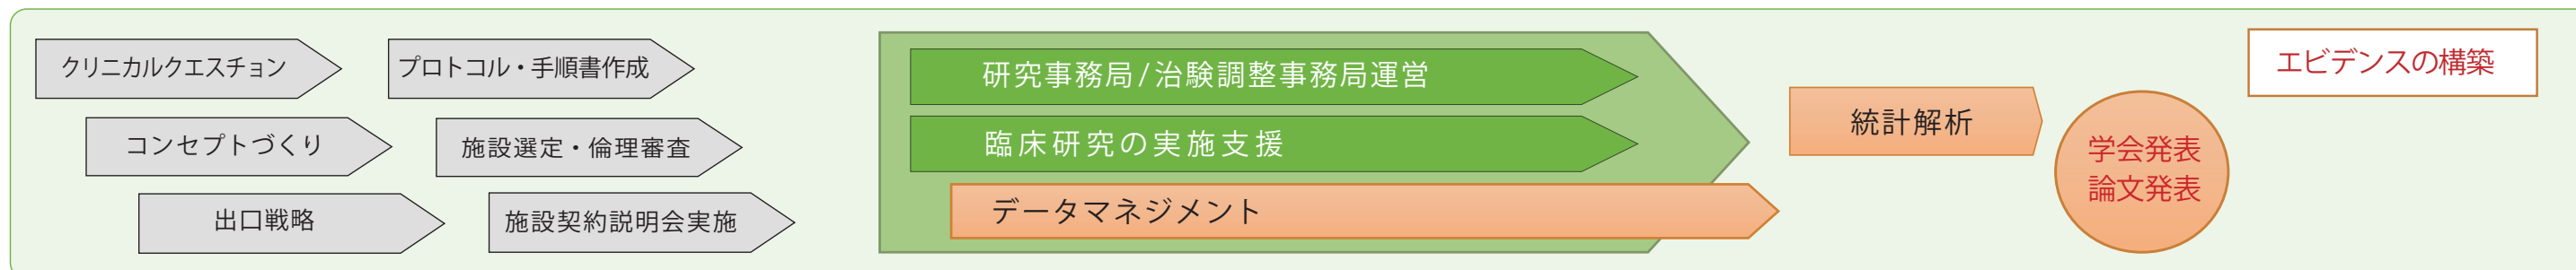 クリニカルクエスチョン
コンセプトづくり
出口戦略
プロトコル・手順書作成
施設選定・倫理審査
施設契約説明会実施
研究事務局/治験調整事務局運営
臨床研究の実施支援
データマネジメント
統計解析
学会発表
論文発表
エビデンスの構築